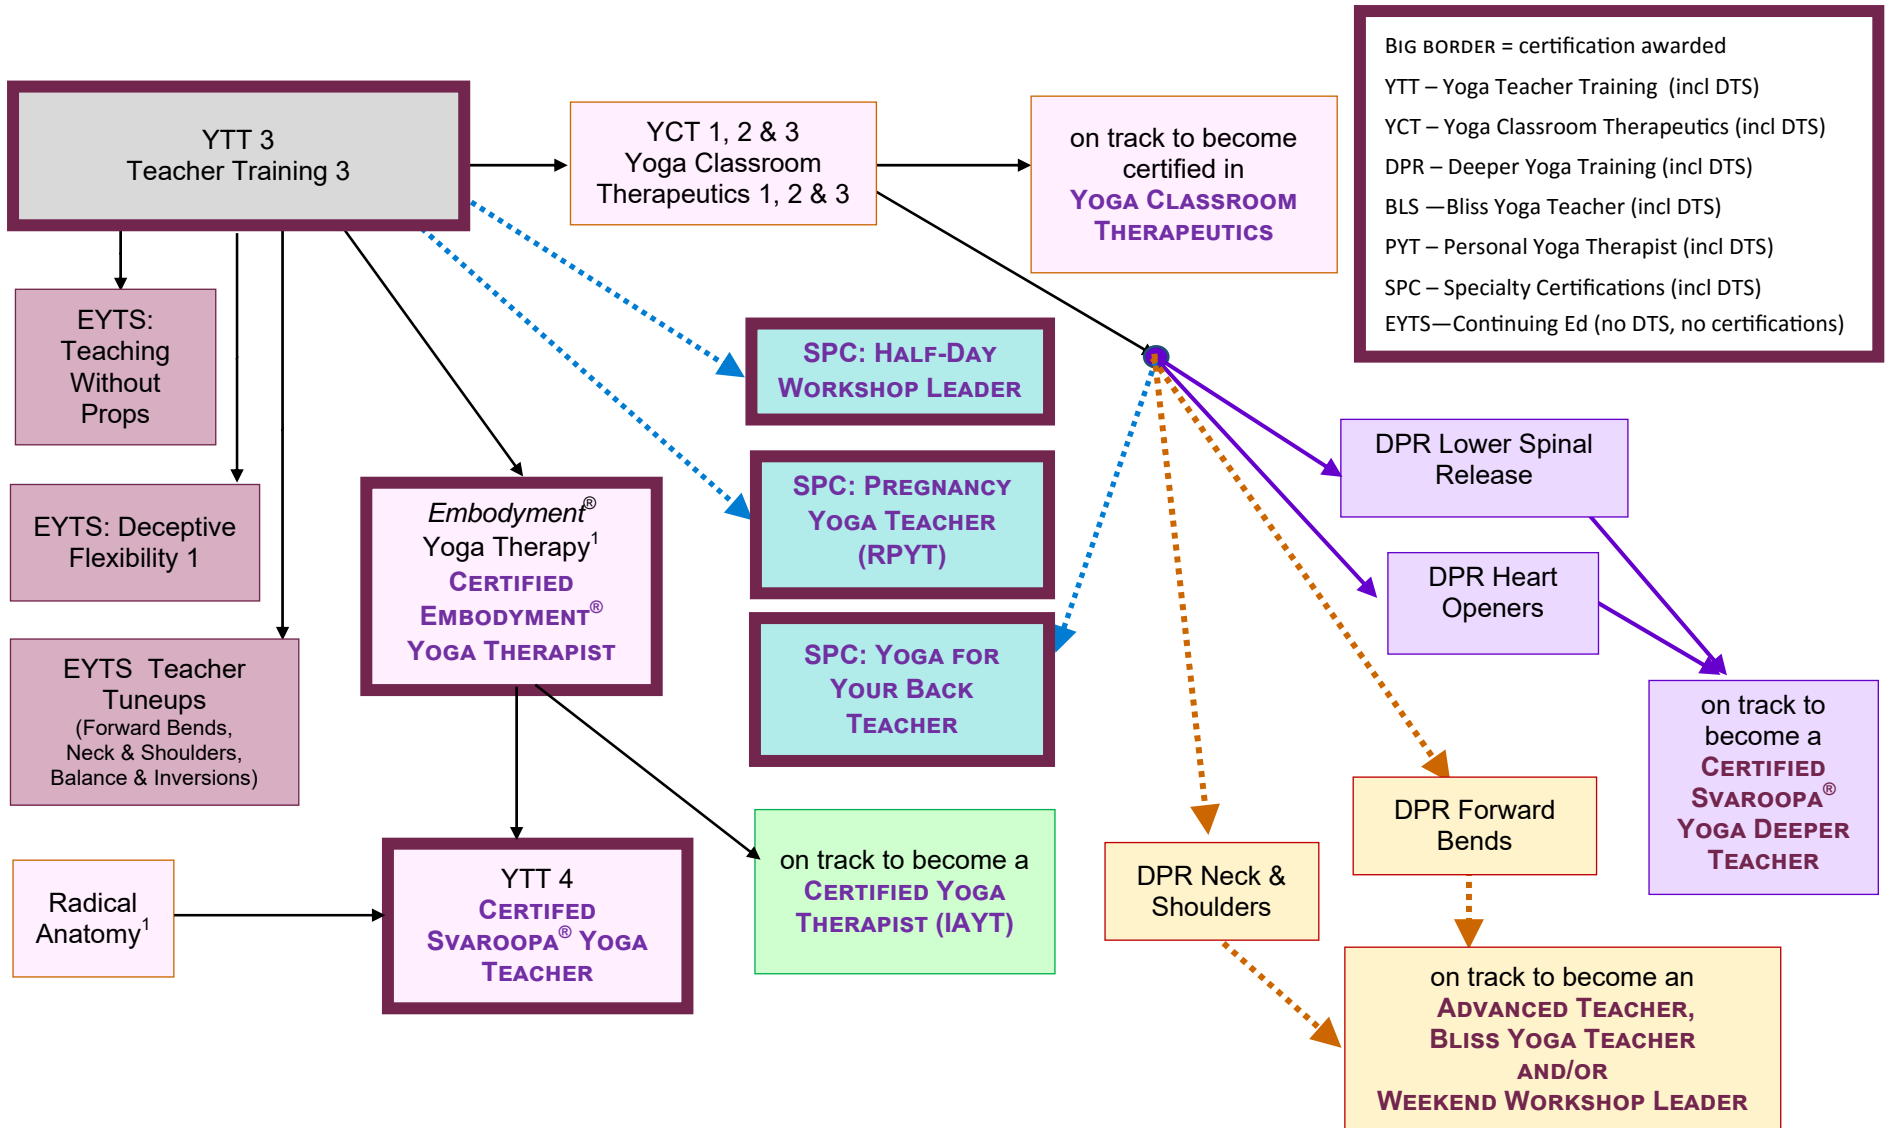 YTT 3
Teacher Training 3
YCT 1, 2 & 3
Yoga Classroom
Therapeutics 1, 2 & 3
on track to become
certified in
YOGA CLASSROOM
THERAPEUTICS
BIG BORDER = certification awarded
YTT – Yoga Teacher Training (incl DTS)
YCT – Yoga Classroom Therapeutics (incl DTS)
DPR – Deeper Yoga Training (incl DTS)
BLS —Bliss Yoga Teacher (incl DTS)
PYT – Personal Yoga Therapist (incl DTS)
SPC – Specialty Certifications (incl DTS)
EYTS—Continuing Ed (no DTS, no certifications)
EYTS:
Teaching
Without
Props
EYTS: Deceptive
Flexibility 1
EYTS  Teacher
Tuneups
(Forward Bends,
Neck & Shoulders,
Balance & Inversions)
Embodyment®
Yoga Therapy¹
CERTIFIED
EMBODYMENT®
YOGA THERAPIST
SPC: HALF-DAY
WORKSHOP LEADER
SPC: PREGNANCY
YOGA TEACHER
(RPYT)
SPC: YOGA FOR
YOUR BACK
TEACHER
DPR Lower Spinal
Release
DPR Heart
Openers
on track to
become a
CERTIFIED
SVAROOPA®
YOGA DEEPER
TEACHER
Radical
Anatomy¹
YTT 4
CERTIFED
SVAROOPA® YOGA
TEACHER
on track to become a
CERTIFIED YOGA
THERAPIST (IAYT)
DPR Neck &
Shoulders
DPR Forward
Bends
on track to become an
ADVANCED TEACHER,
BLISS YOGA TEACHER
AND/OR
WEEKEND WORKSHOP LEADER